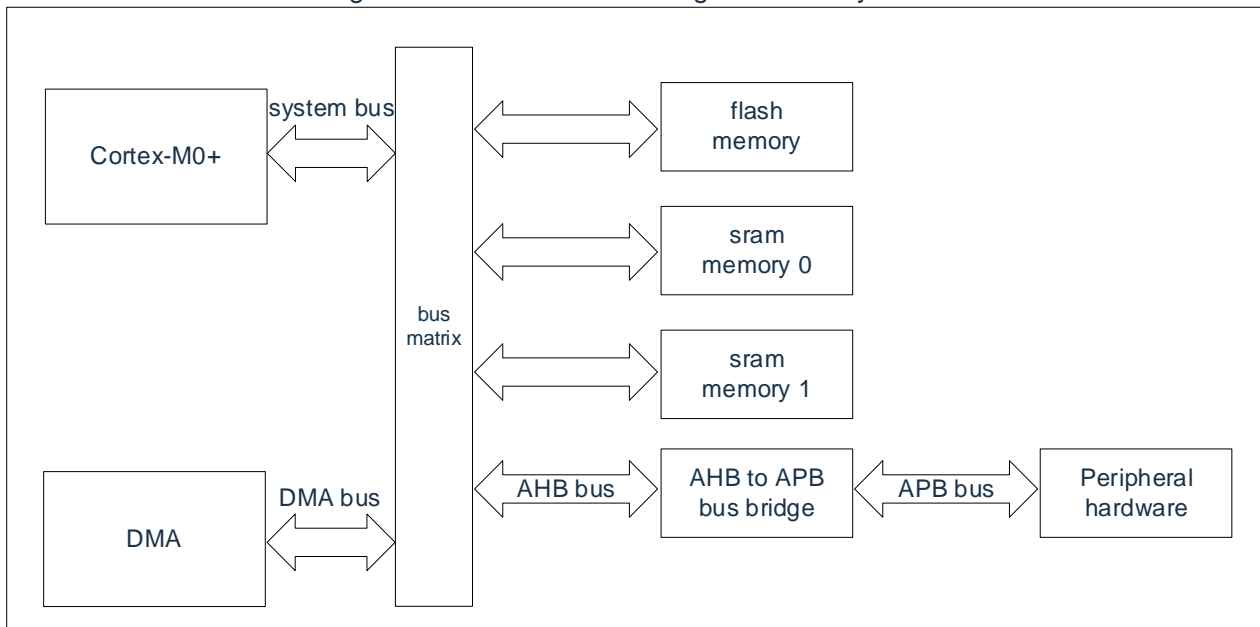 system bus
Cortex-M0+
flash
memory
sram
memory 0
bus
matrix
sram
memory 1
DMA bus
DMA
AHB bus
AHB to APB
bus bridge
APB bus
Peripheral
hardware